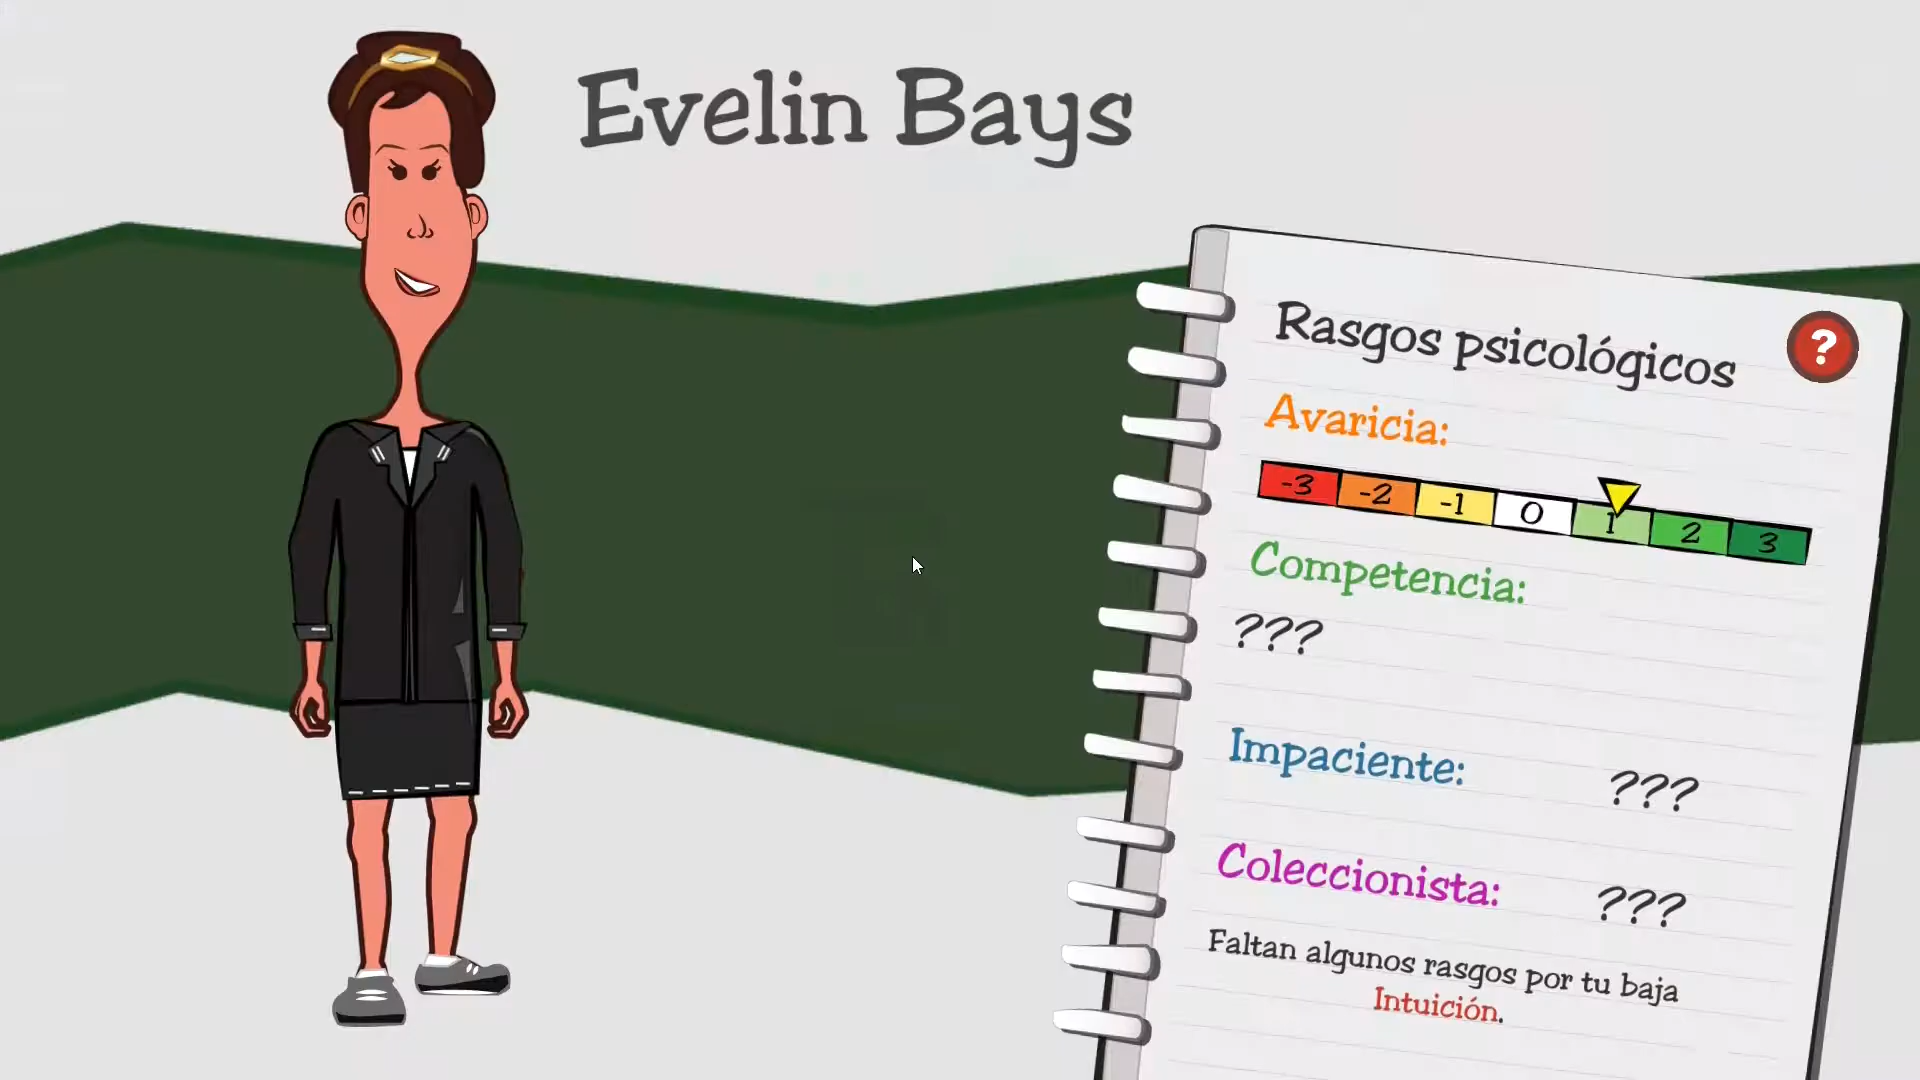 Evelin Bays
Rasgos psicológicos
?
Avaricia:
-3 -2 -1 0 1 2 3
Competencia:
???
Impaciente: ???
Coleccionista: ???
Faltan algunos rasgos por tu baja
Intuición.